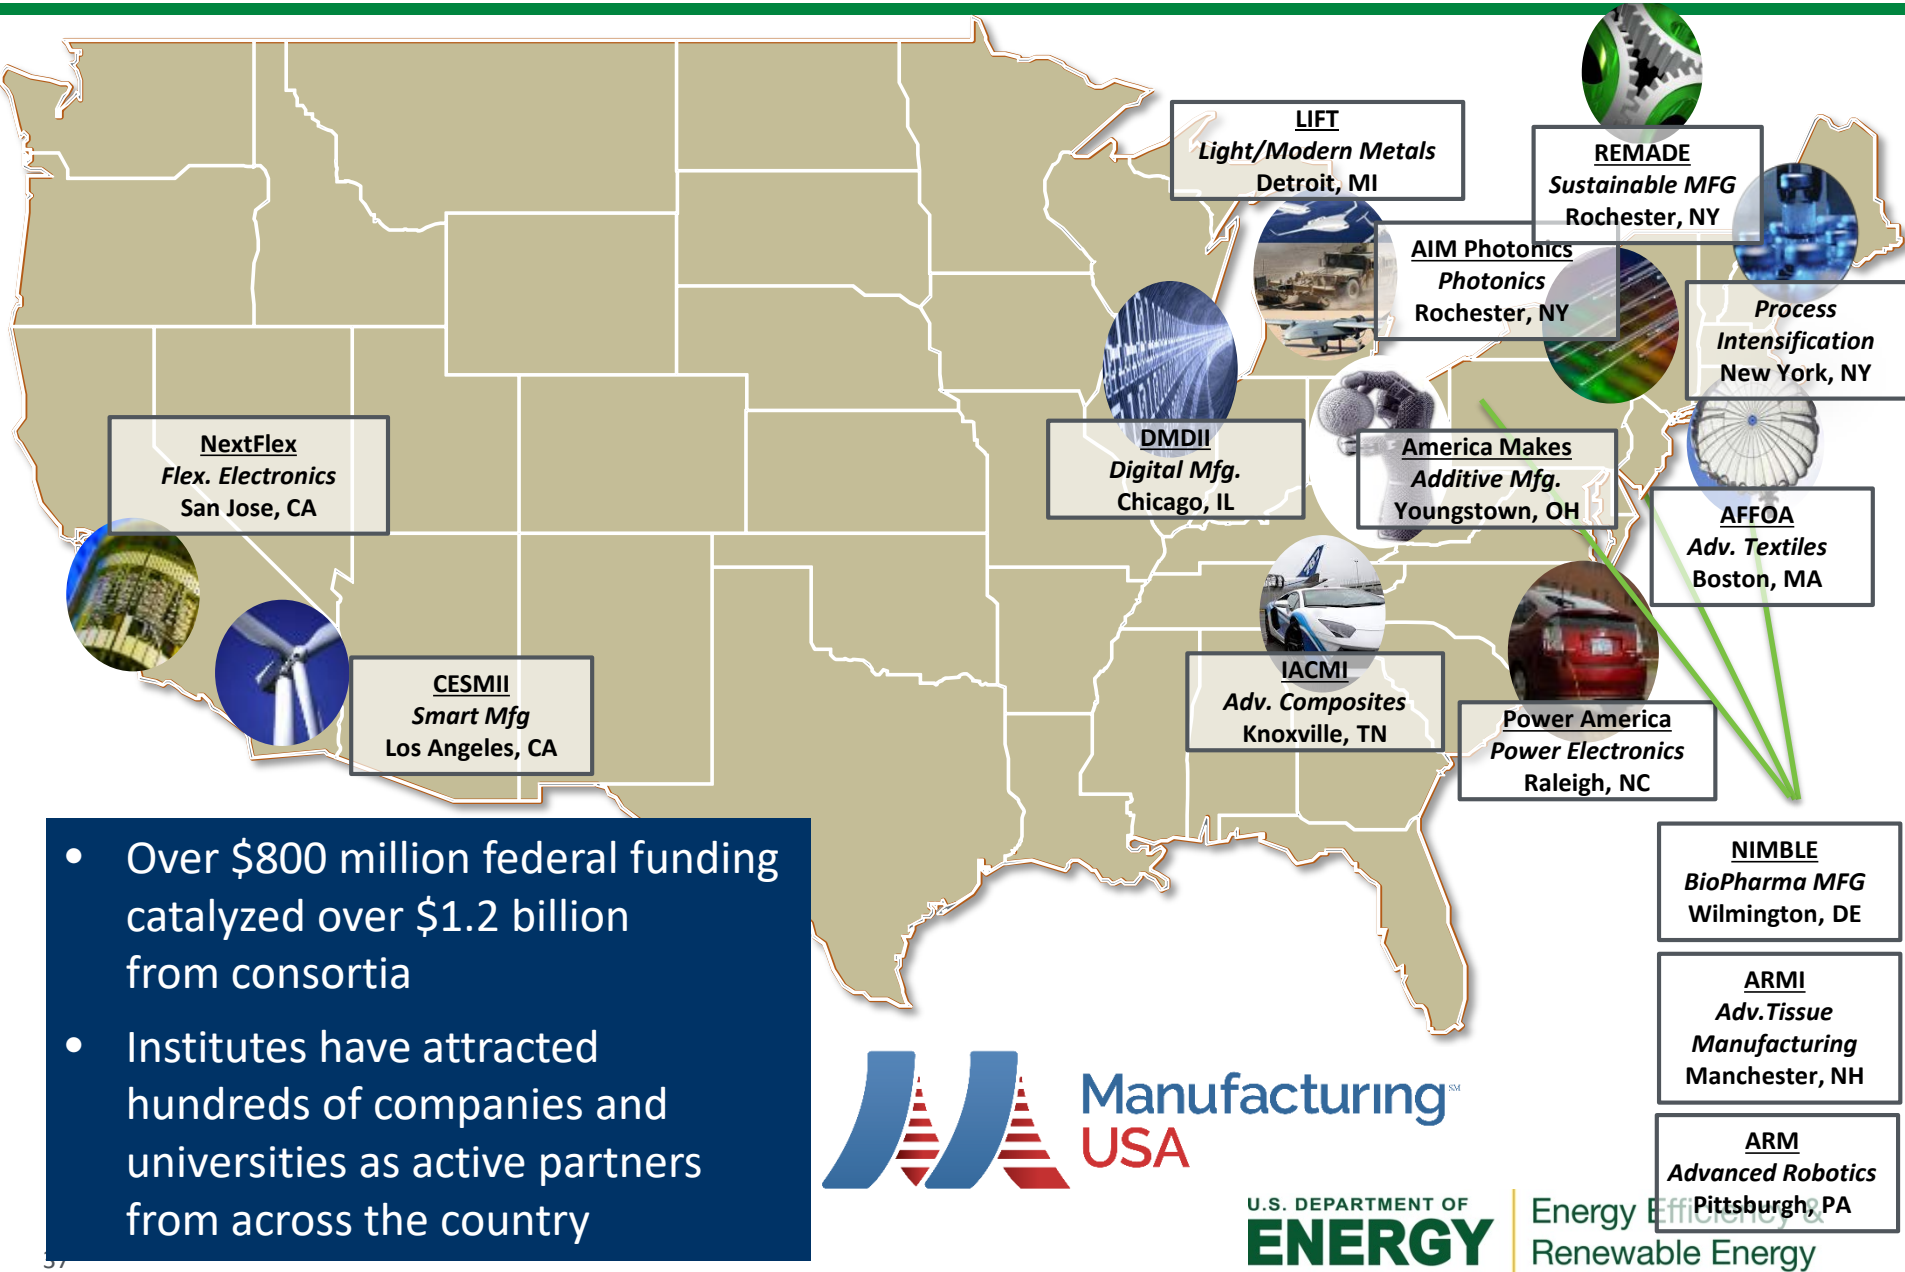 LIFT
Light/Modern Metals
Detroit, MI
REMADE
Sustainable MFG
Rochester, NY
AIM Photonics
Photonics
Rochester, NY
Process
Intensification
New York, NY
NextFlex
Flex. Electronics
San Jose, CA
DMDII
Digital Mfg.
Chicago, IL
America Makes
Additive Mfg.
Youngstown, OH
AFFOA
Adv. Textiles
Boston, MA
CESMII
Smart Mfg
Los Angeles, CA
IACMI
Adv. Composites
Knoxville, TN
Power America
Power Electronics
Raleigh, NC
NIMBLE
BioPharma MFG
Wilmington, DE
ARMI
Adv.Tissue
Manufacturing
Manchester, NH
ARM
Advanced Robotics
Pittsburgh, PA
• Over $800 million federal funding
catalyzed over $1.2 billion
from consortia
• Institutes have attracted
hundreds of companies and
universities as active partners
from across the country
Manufacturing℠
USA
U.S. DEPARTMENT OF
ENERGY
Energy Efficiency &
Renewable Energy
37